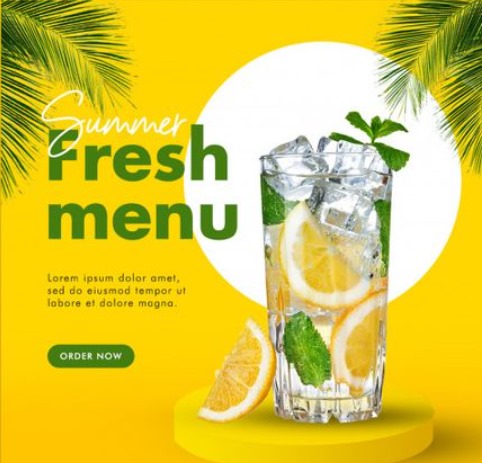 Summer
Fresh
menu
Lorem ipsum dolor amet,
sed do eiusmod tempor ut
labore et dolore magna.
ORDER NOW